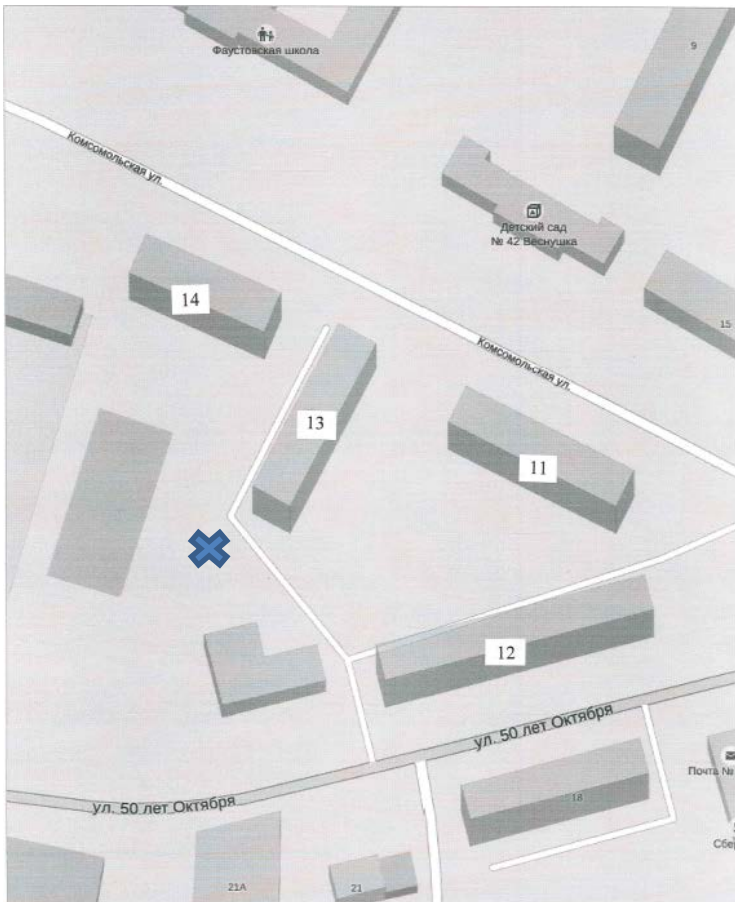 Фаустовская школа
9
Комсомольская ул.
Детский сад
№ 42 Веснушка
14
15
Комсомольская ул.
13
11
12
ул. 50 лет Октября
Почта №
18
ул. 50 лет Октября
Сбе
21А
21